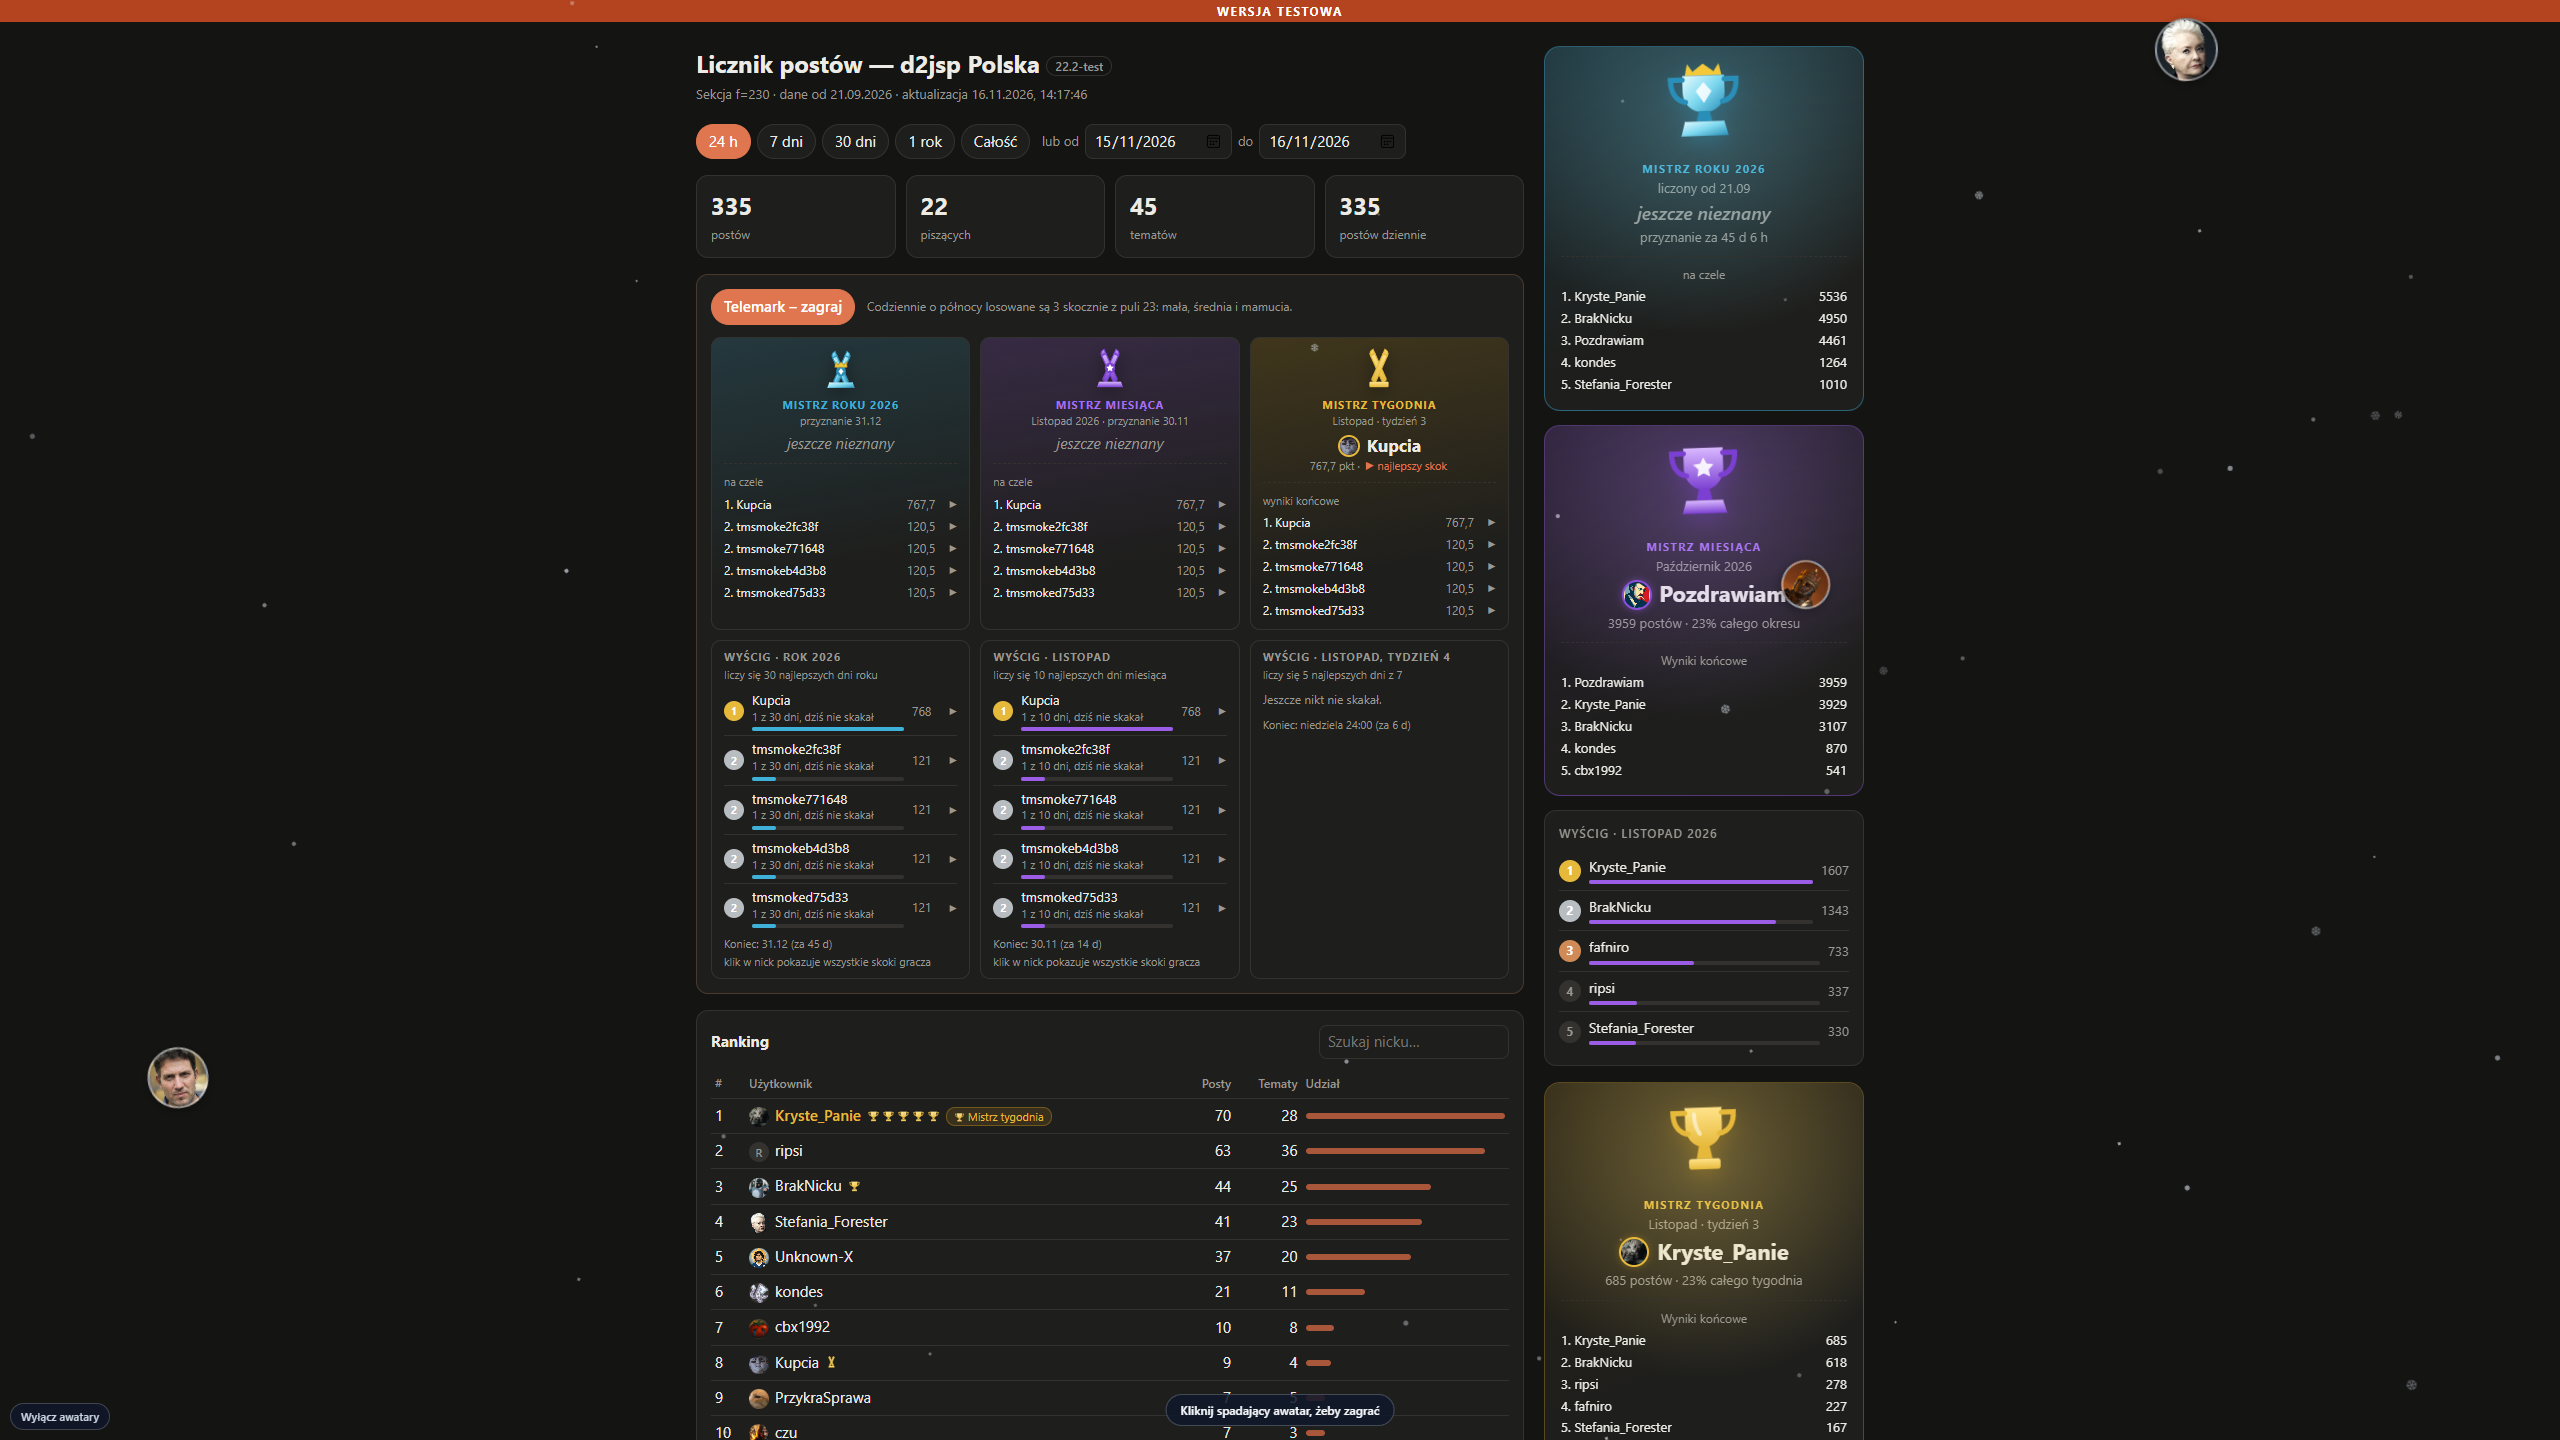 WERSJA TESTOWA
Licznik postów — d2jsp Polska 22.2-test
Sekcja f=230 · dane od 21.09.2026 · aktualizacja 16.11.2026, 14:17:46
24 h 7 dni 30 dni 1 rok Całość lub od 15/11/2026 do 16/11/2026
335 22 45 335
postów piszących tematów postów dziennie
Telemark – zagraj Codziennie o północy losowane są 3 skocznie z puli 23: mała, średnia i mamucia.
MISTRZ ROKU 2026
przyznanie 31.12
jeszcze nieznany
na czele
1. Kupcia 767,7
2. tmsmoke2fc38f 120,5
2. tmsmoke771648 120,5
2. tmsmokeb4d3b8 120,5
2. tmsmoked75d33 120,5
MISTRZ MIESIĄCA
Listopad 2026 · przyznanie 30.11
jeszcze nieznany
na czele
1. Kupcia 767,7
2. tmsmoke2fc38f 120,5
2. tmsmoke771648 120,5
2. tmsmokeb4d3b8 120,5
2. tmsmoked75d33 120,5
MISTRZ TYGODNIA
Listopad · tydzień 3
Kupcia
767,7 pkt · ▶ najlepszy skok
wyniki końcowe
1. Kupcia 767,7
2. tmsmoke2fc38f 120,5
2. tmsmoke771648 120,5
2. tmsmokeb4d3b8 120,5
2. tmsmoked75d33 120,5
WYŚCIG · ROK 2026
liczy się 30 najlepszych dni roku
1 Kupcia 768
1 z 30 dni, dziś nie skakał
2 tmsmoke2fc38f 121
1 z 30 dni, dziś nie skakał
2 tmsmoke771648 121
1 z 30 dni, dziś nie skakał
2 tmsmokeb4d3b8 121
1 z 30 dni, dziś nie skakał
2 tmsmoked75d33 121
1 z 30 dni, dziś nie skakał
Koniec: 31.12 (za 45 d)
klik w nick pokazuje wszystkie skoki gracza
WYŚCIG · LISTOPAD
liczy się 10 najlepszych dni miesiąca
1 Kupcia 768
1 z 10 dni, dziś nie skakał
2 tmsmoke2fc38f 121
1 z 10 dni, dziś nie skakał
2 tmsmoke771648 121
1 z 10 dni, dziś nie skakał
2 tmsmokeb4d3b8 121
1 z 10 dni, dziś nie skakał
2 tmsmoked75d33 121
1 z 10 dni, dziś nie skakał
Koniec: 30.11 (za 14 d)
klik w nick pokazuje wszystkie skoki gracza
WYŚCIG · LISTOPAD, TYDZIEŃ 4
liczy się 5 najlepszych dni z 7
Jeszcze nikt nie skakał.
Koniec: niedziela 24:00 (za 6 d)
Ranking Szukaj nicku...
# Użytkownik Posty Tematy Udział
1 Kryste_Panie Mistrz tygodnia 70 28
2 R ripsi 63 36
3 BrakNicku 44 25
4 Stefania_Forester 41 23
5 Unknown-X 37 20
6 kondes 21 11
7 cbx1992 10 8
8 Kupcia 9 4
9 PrzykraSprawa 7 5
10 czu 7 3
MISTRZ ROKU 2026
liczony od 21.09
jeszcze nieznany
przyznanie za 45 d 6 h
na czele
1. Kryste_Panie 5536
2. BrakNicku 4950
3. Pozdrawiam 4461
4. kondes 1264
5. Stefania_Forester 1010
MISTRZ MIESIĄCA
Październik 2026
Pozdrawiam
3959 postów · 23% całego okresu
Wyniki końcowe
1. Pozdrawiam 3959
2. Kryste_Panie 3929
3. BrakNicku 3107
4. kondes 870
5. cbx1992 541
WYŚCIG · LISTOPAD 2026
1 Kryste_Panie 1607
2 BrakNicku 1343
3 fafniro 733
4 ripsi 337
5 Stefania_Forester 330
MISTRZ TYGODNIA
Listopad · tydzień 3
Kryste_Panie
685 postów · 23% całego tygodnia
Wyniki końcowe
1. Kryste_Panie 685
2. BrakNicku 618
3. ripsi 278
4. fafniro 227
5. Stefania_Forester 167
Wyłącz awatary
Kliknij spadający awatar, żeby zagrać